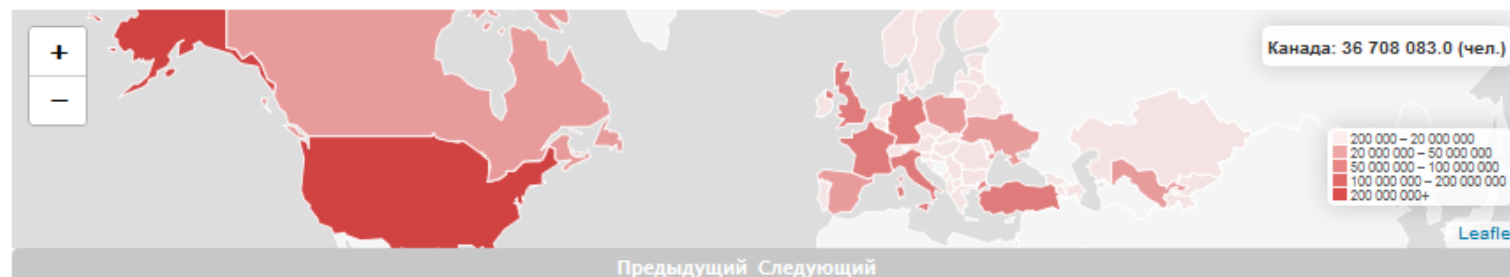 +
−
Канада: 36 708 083.0 (чел.)
200 000 – 20 000 000
20 000 000 – 50 000 000
50 000 000 – 100 000 000
100 000 000 – 200 000 000
200 000 000+
Leafle
Предыдущий Следующий